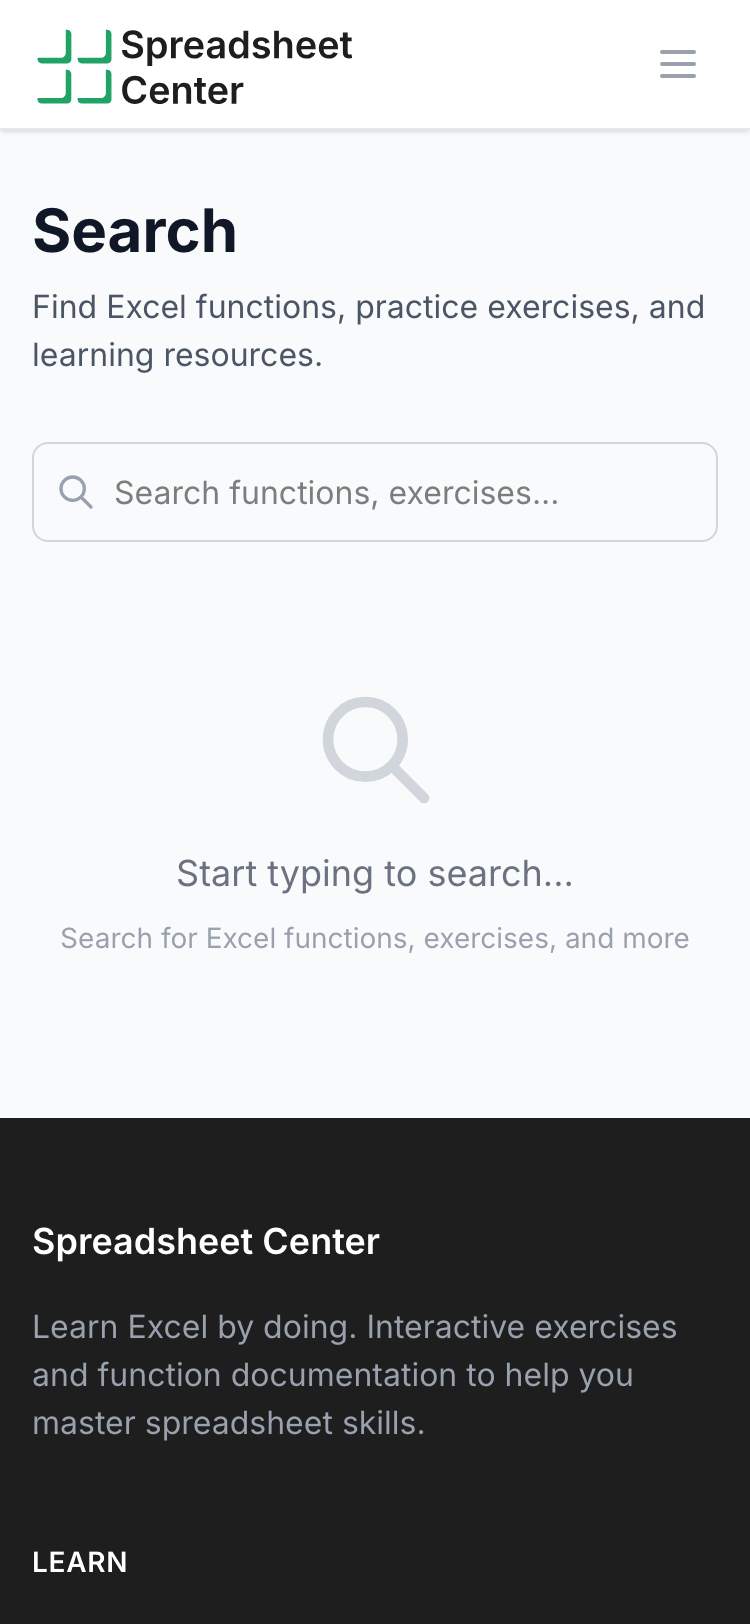 Spreadsheet
Center
Search
Find Excel functions, practice exercises, and
learning resources.
Search functions, exercises...
Start typing to search...
Search for Excel functions, exercises, and more
Spreadsheet Center
Learn Excel by doing. Interactive exercises
and function documentation to help you
master spreadsheet skills.
LEARN